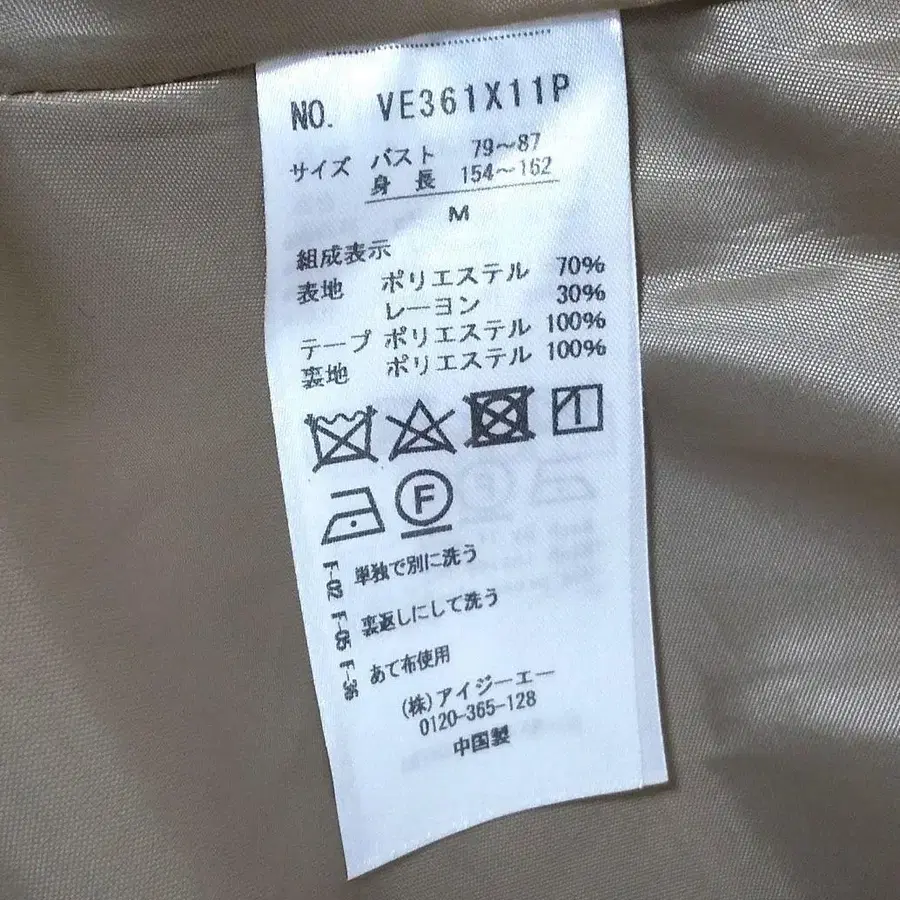 NO. VE361X11P
サイズ バスト 79〜87
身長 154〜162
M
組成表示
表地 ポリエステル 70%
レーヨン 30%
テープ ポリエステル 100%
裏地 ポリエステル 100%
F
F-02 単独で別に洗う
F-05 裏返しにして洗う
F-36 あて布使用
(株)アイジーエー
0120-365-128
中国製